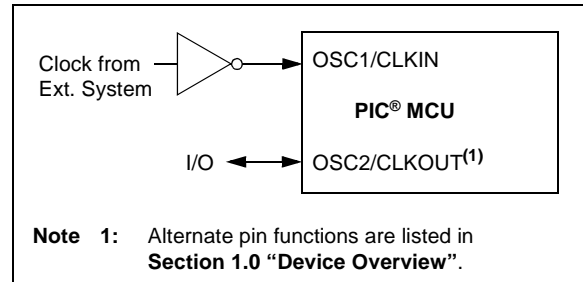 Clock from
Ext. System
OSC1/CLKIN
PIC® MCU
I/O
OSC2/CLKOUT(1)
Note 1: Alternate pin functions are listed in
Section 1.0 “Device Overview”.